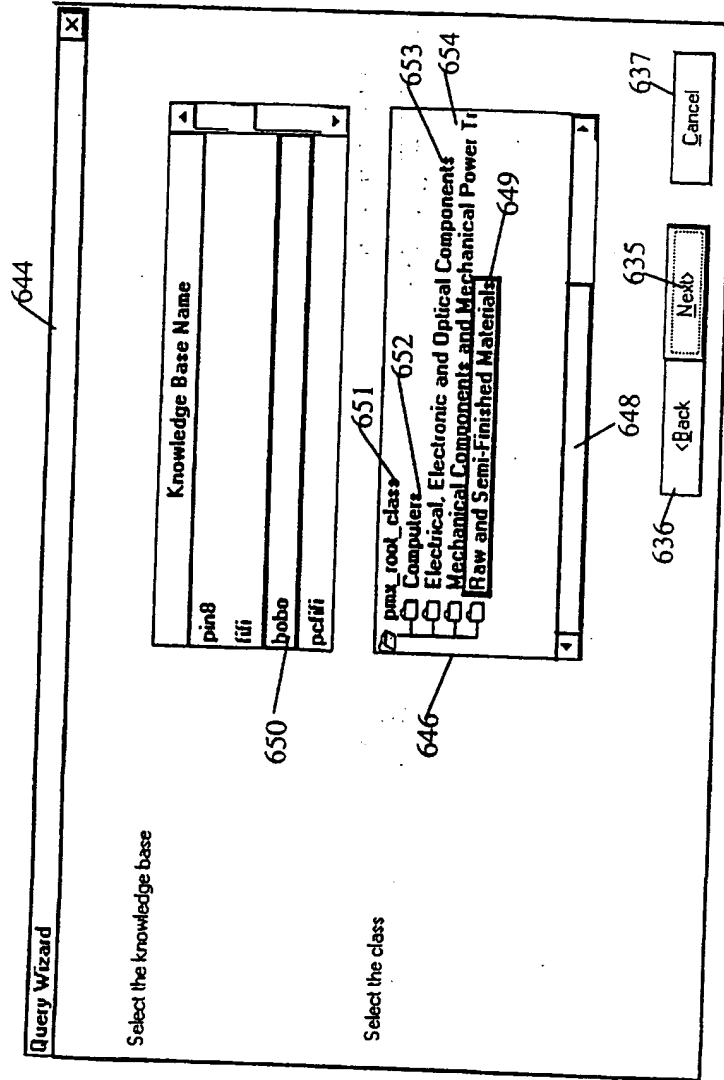 644
Query Wizard
Select the knowledge base
Knowledge Base Name
pin8
fifi
bobo
pcfifi
650
Select the class
651
pmx_root_class
652
Computers
653
Electrical, Electronic and Optical Components
654
Mechanical Components and Mechanical Power Tr
Raw and Semi-Finished Materials
649
646
648
636
<Back
635
Next>
637
Cancel